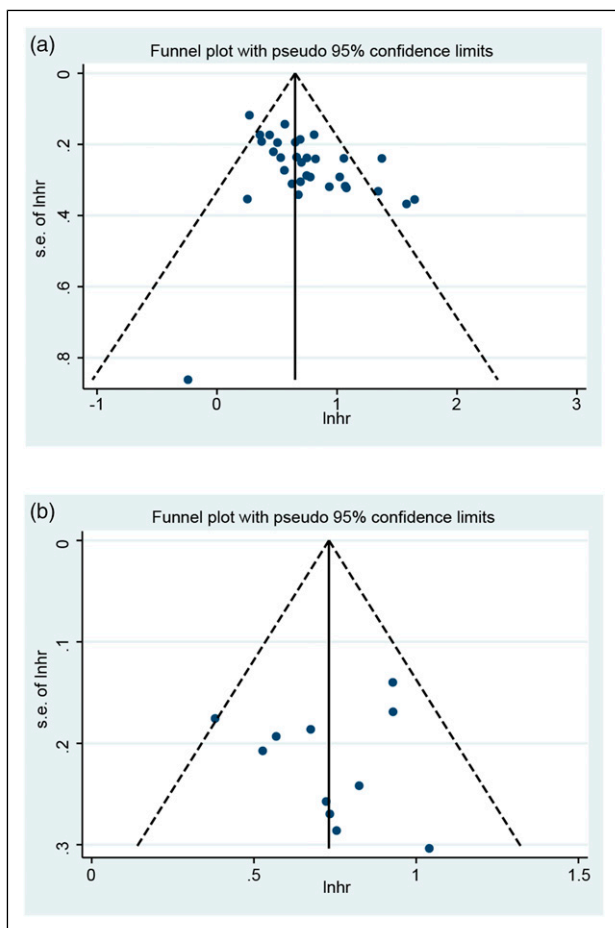 (a)
Funnel plot with pseudo 95% confidence limits
0
.2
.4
.6
.8
s.e. of lnhr
-1 0 1 2 3
lnhr
(b)
Funnel plot with pseudo 95% confidence limits
0
.1
.2
.3
s.e. of lnhr
0 .5 1 1.5
lnhr